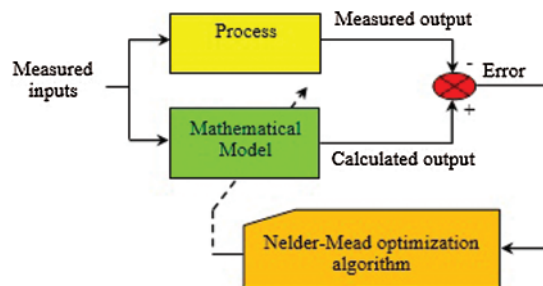 Measured output
Process
-
Measured
inputs
Error
+
Mathematical
Model
Calculated output
Nelder-Mead optimization
algorithm